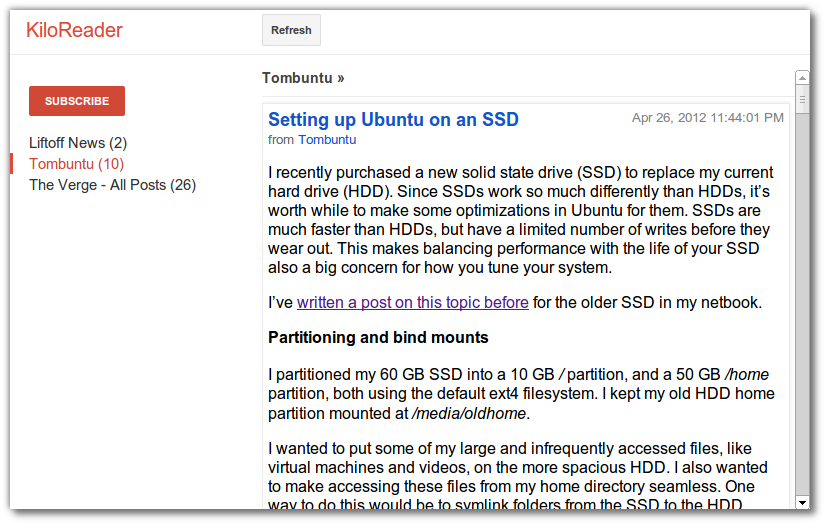 KiloReader
Refresh
SUBSCRIBE
Liftoff News (2)
Tombuntu (10)
The Verge - All Posts (26)
Tombuntu »
Setting up Ubuntu on an SSD
Apr 26, 2012 11:44:01 PM
from Tombuntu
I recently purchased a new solid state drive (SSD) to replace my current
hard drive (HDD). Since SSDs work so much differently than HDDs, it’s
worth while to make some optimizations in Ubuntu for them. SSDs are
much faster than HDDs, but have a limited number of writes before they
wear out. This makes balancing performance with the life of your SSD
also a big concern for how you tune your system.
I’ve written a post on this topic before for the older SSD in my netbook.
Partitioning and bind mounts
I partitioned my 60 GB SSD into a 10 GB / partition, and a 50 GB /home
partition, both using the default ext4 filesystem. I kept my old HDD home
partition mounted at /media/oldhome.
I wanted to put some of my large and infrequently accessed files, like
virtual machines and videos, on the more spacious HDD. I also wanted
to make accessing these files from my home directory seamless. One
way to do this would be to symlink folders from the SSD to the HDD